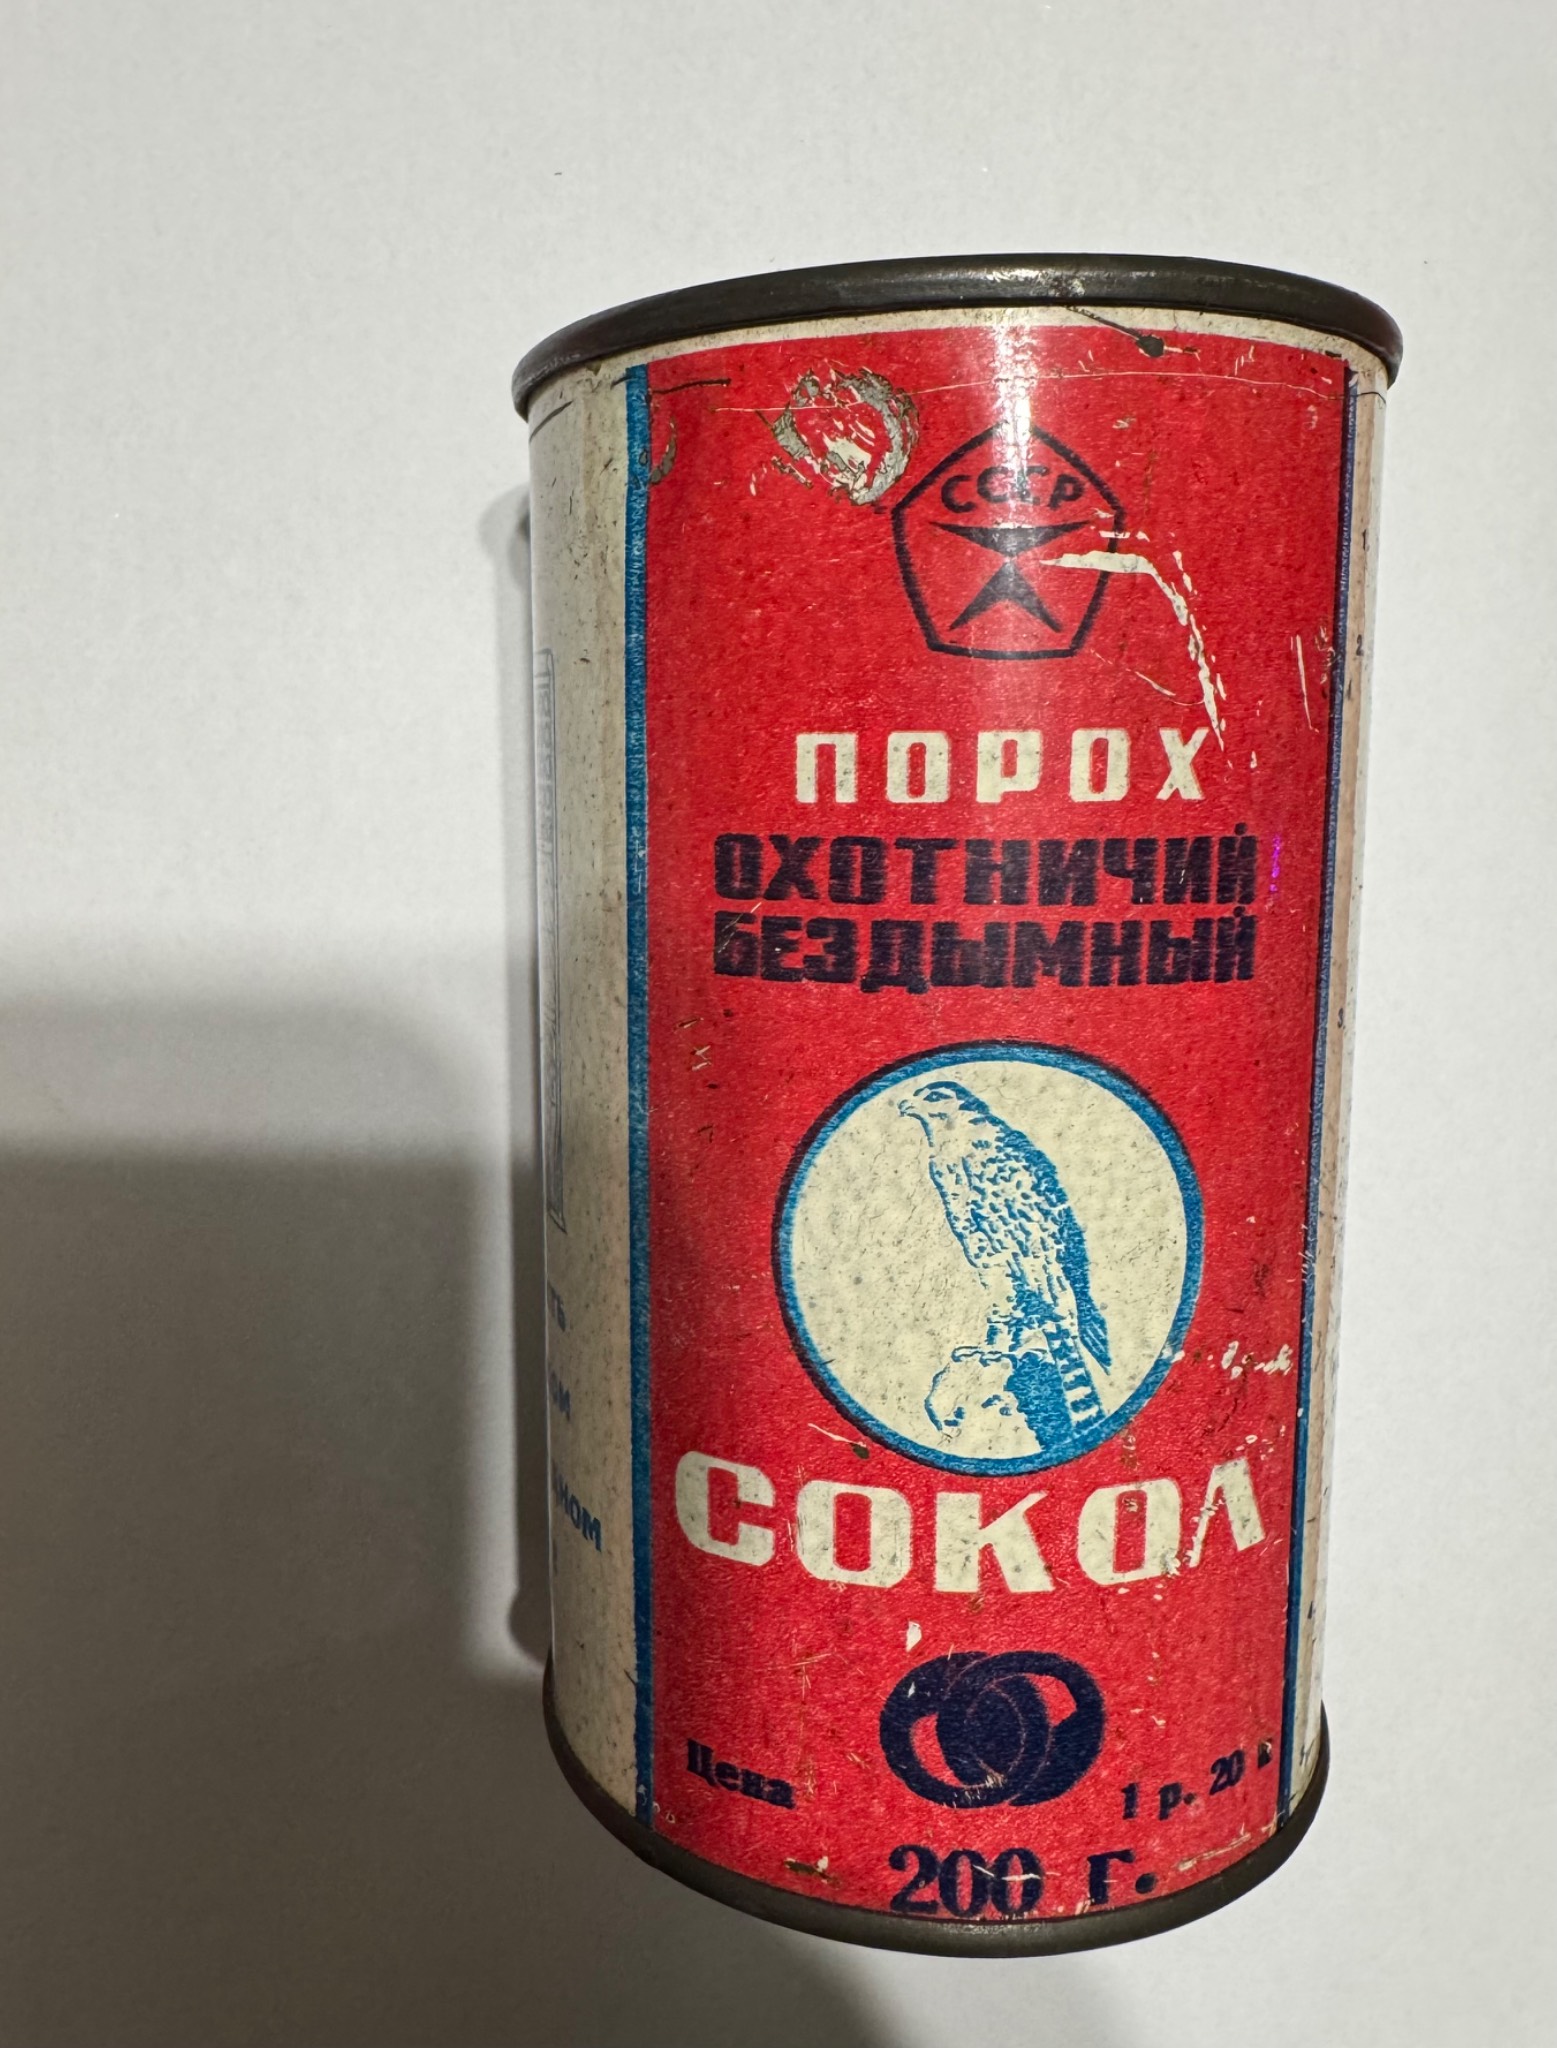 СССР
ПОРОХ
ОХОТНИЧИЙ
БЕЗДЫМНЫЙ
СОКОЛ
Цена
1 р. 20 к
200 г.